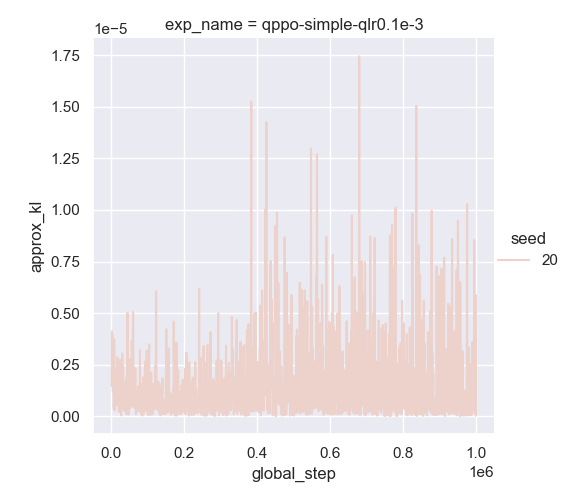 exp_name = qppo-simple-qlr0.1e-3
1e−5
1.75
1.50
1.25
1.00
0.75
0.50
0.25
0.00
approx_kl
0.0 0.2 0.4 0.6 0.8 1.0
global_step
1e6
seed
20